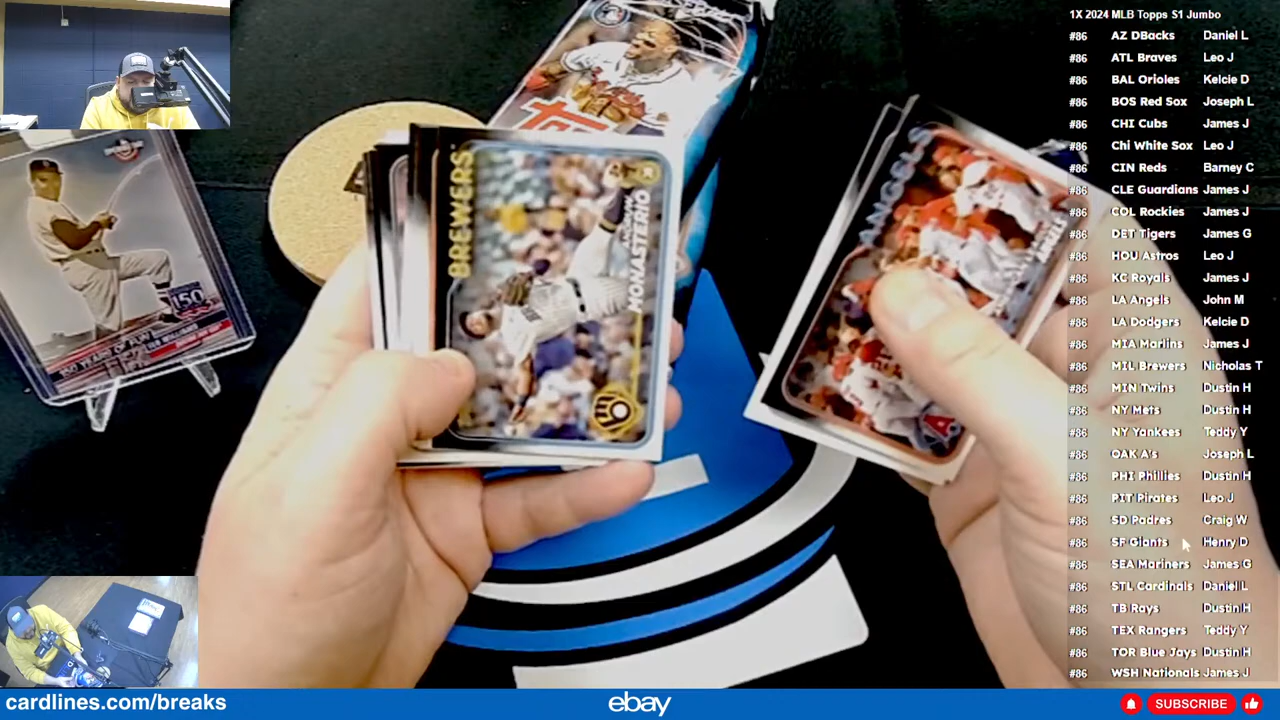 1X 2024 MLB Topps S1 Jumbo
#86 AZ DBacks Daniel L
#86 ATL Braves Leo J
#86 BAL Orioles Kelcie D
#86 BOS Red Sox Joseph L
#86 CHI Cubs James J
#86 Chi White Sox Leo J
#86 CIN Reds Barney C
#86 CLE Guardians James J
#86 COL Rockies James J
#86 DET Tigers James G
#86 HOU Astros Leo J
#86 KC Royals James J
#86 LA Angels John M
#86 LA Dodgers Kelcie D
#86 MIA Marlins James J
#86 MIL Brewers Nicholas T
#86 MIN Twins Dustin H
#86 NY Mets Dustin H
#86 NY Yankees Teddy Y
#86 OAK A's Joseph L
#86 PHI Phillies Dustin H
#86 PIT Pirates Leo J
#86 SD Padres Craig W
#86 SF Giants Henry D
#86 SEA Mariners James G
#86 STL Cardinals Daniel L
#86 TB Rays Dustin H
#86 TEX Rangers Teddy Y
#86 TOR Blue Jays Dustin H
#86 WSH Nationals James J
BREWERS
MONASTERIO
ANGELS
150
150 YEARS OF FUN
cardlines.com/breaks
ebay
SUBSCRIBE